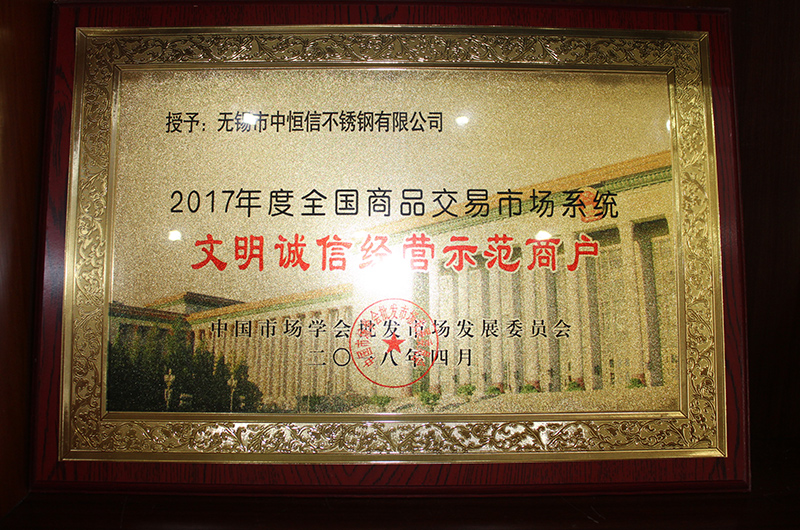 授予：无锡市中恒信不锈钢有限公司
2017年度全国商品交易市场系统
文明诚信经营示范商户
中国市场学会批发市场发展委员会
二〇一八年四月